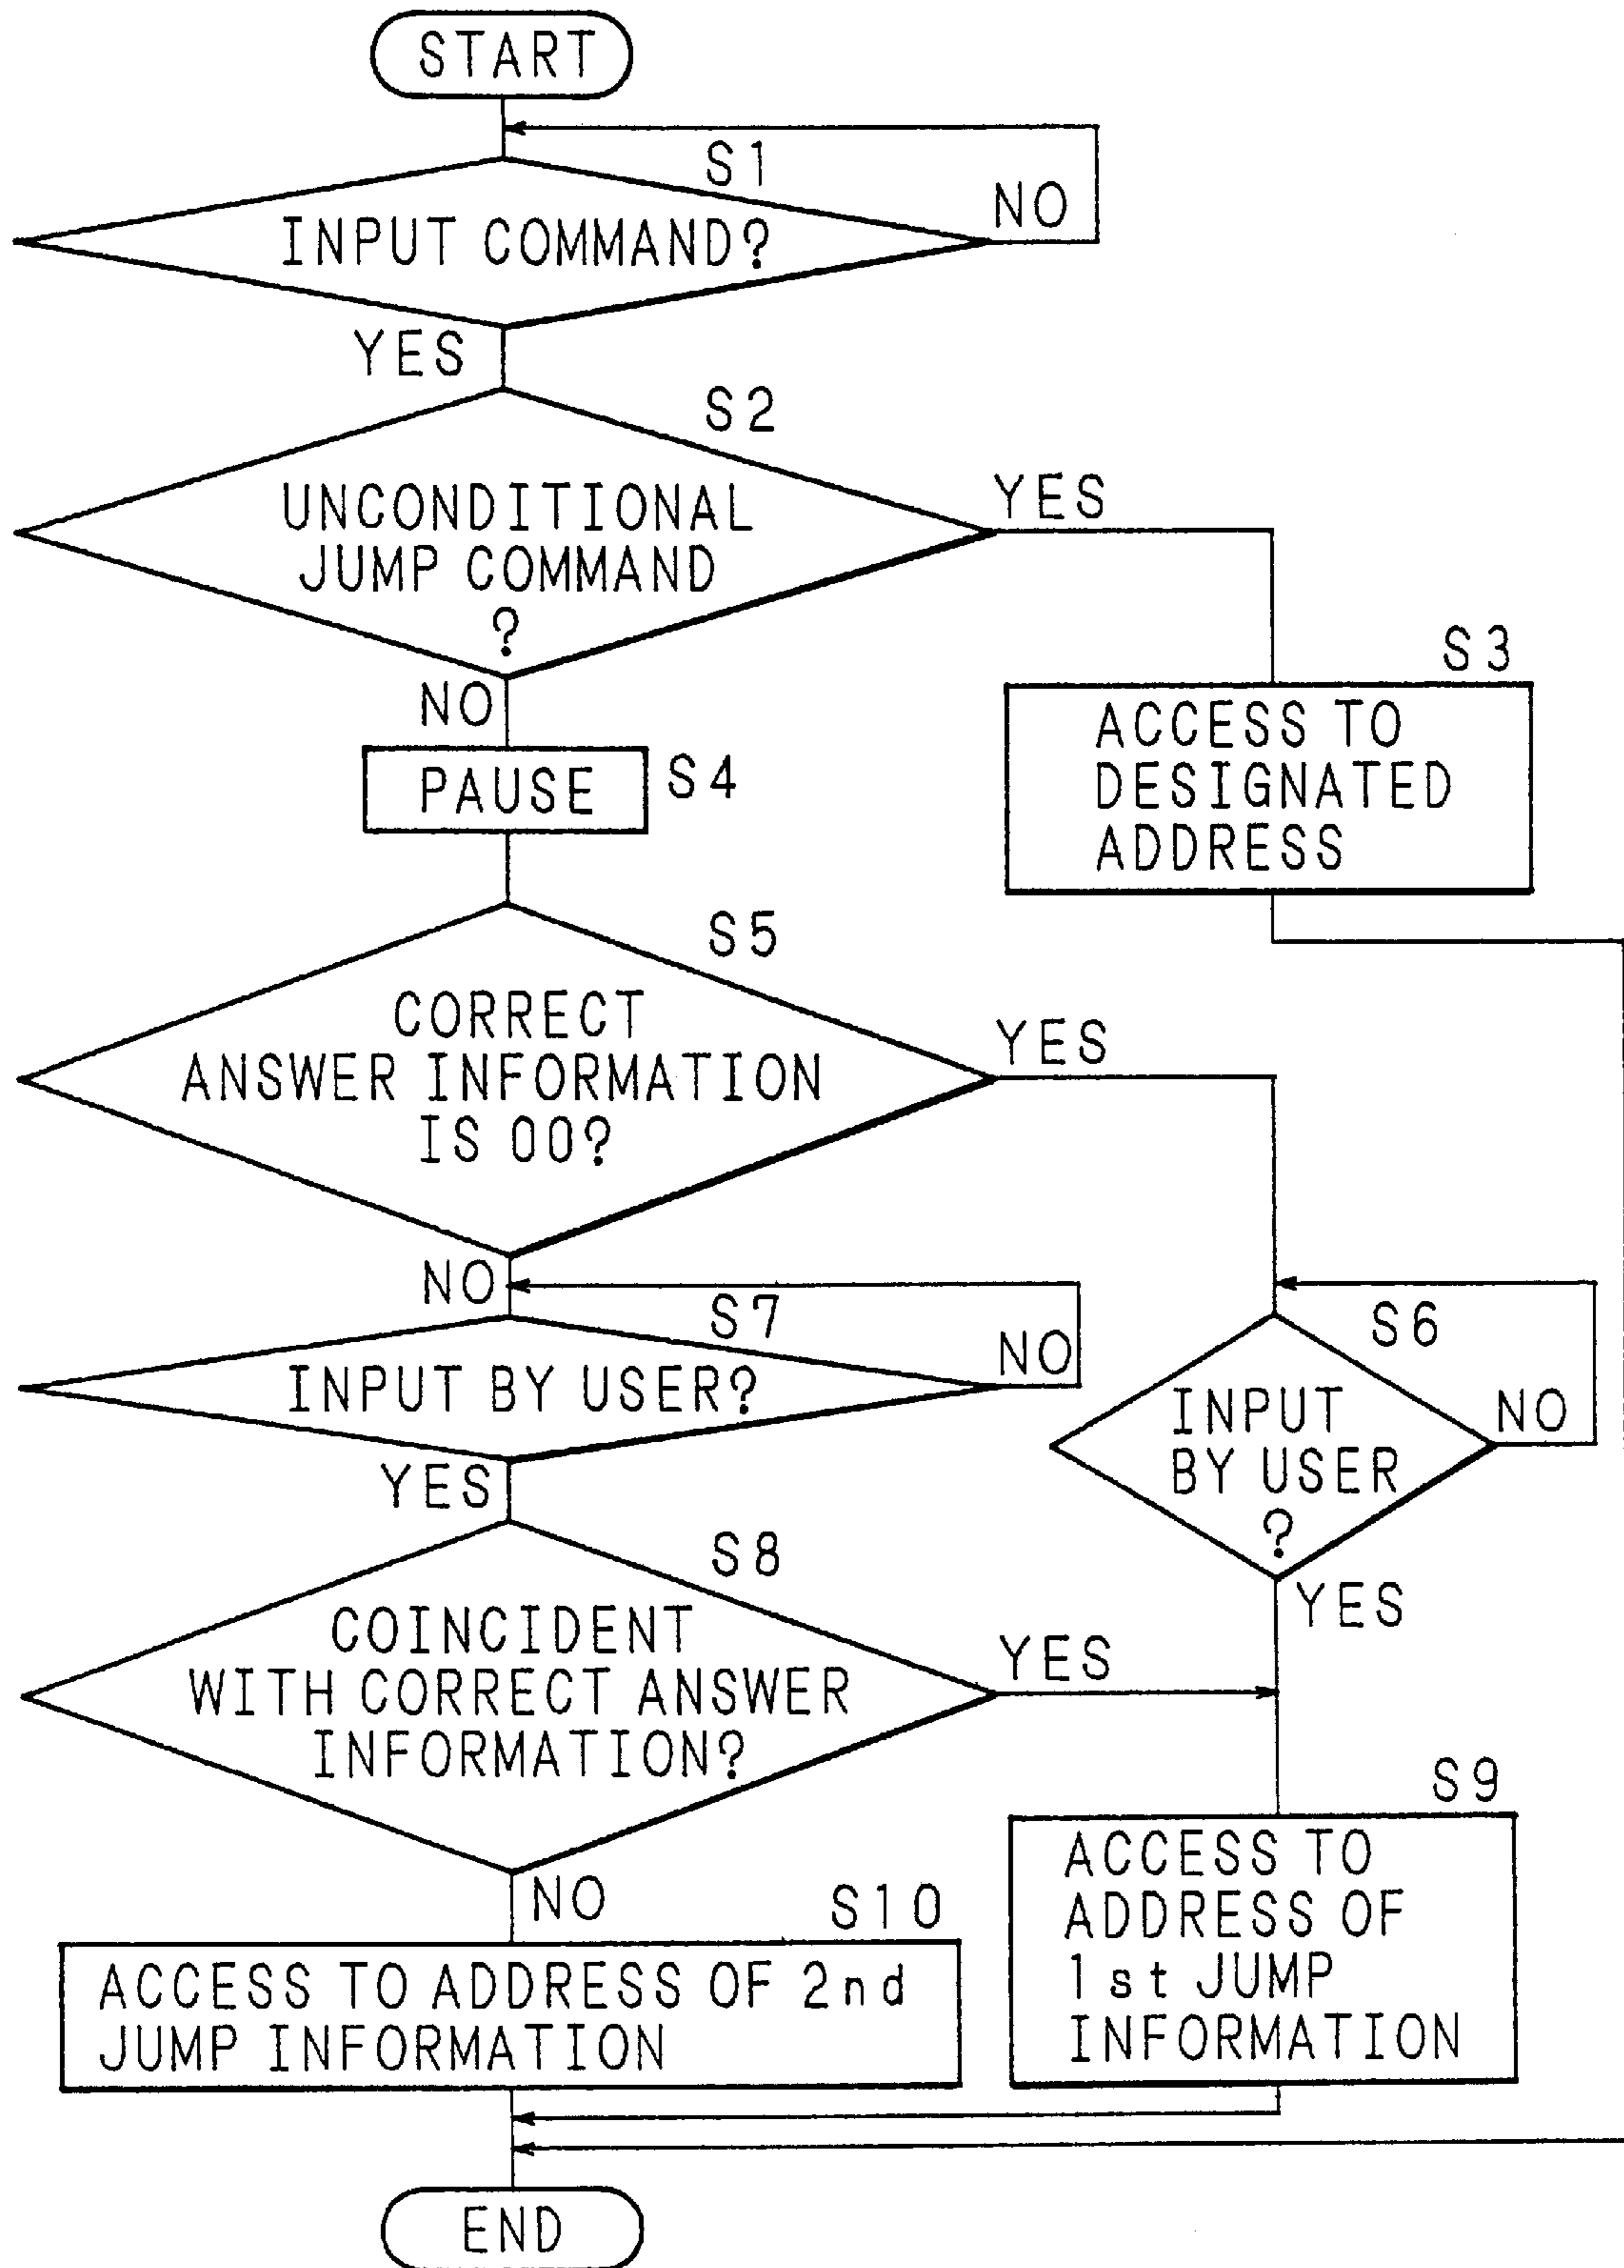 START
S1
INPUT COMMAND?
NO
YES
S2
UNCONDITIONAL
JUMP COMMAND
?
YES
NO
S3
ACCESS TO
DESIGNATED
ADDRESS
PAUSE
S4
S5
CORRECT
ANSWER INFORMATION
IS 00?
YES
NO
S7
INPUT BY USER?
NO
S6
INPUT
BY USER
?
NO
YES
YES
S8
COINCIDENT
WITH CORRECT ANSWER
INFORMATION?
YES
NO
S9
ACCESS TO
ADDRESS OF
1st JUMP
INFORMATION
S10
ACCESS TO ADDRESS OF 2nd
JUMP INFORMATION
END